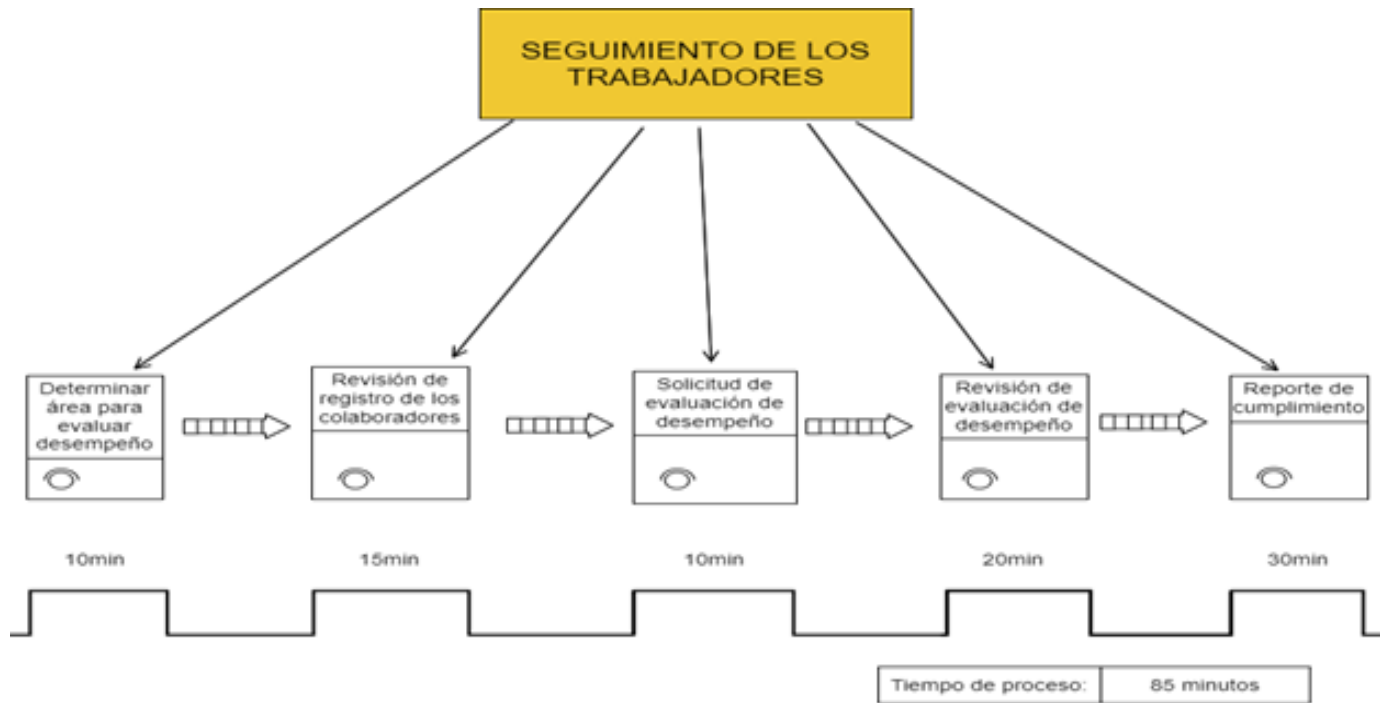 SEGUIMIENTO DE LOS
TRABAJADORES
Determinar
área para
evaluar
desempeño
Revisión de
registro de los
colaboradores
Solicitud de
evaluación de
desempeño
Revisión de
evaluación de
desempeño
Reporte de
cumplimiento
10min
15min
10min
20min
30min
Tiempo de proceso:
85 minutos